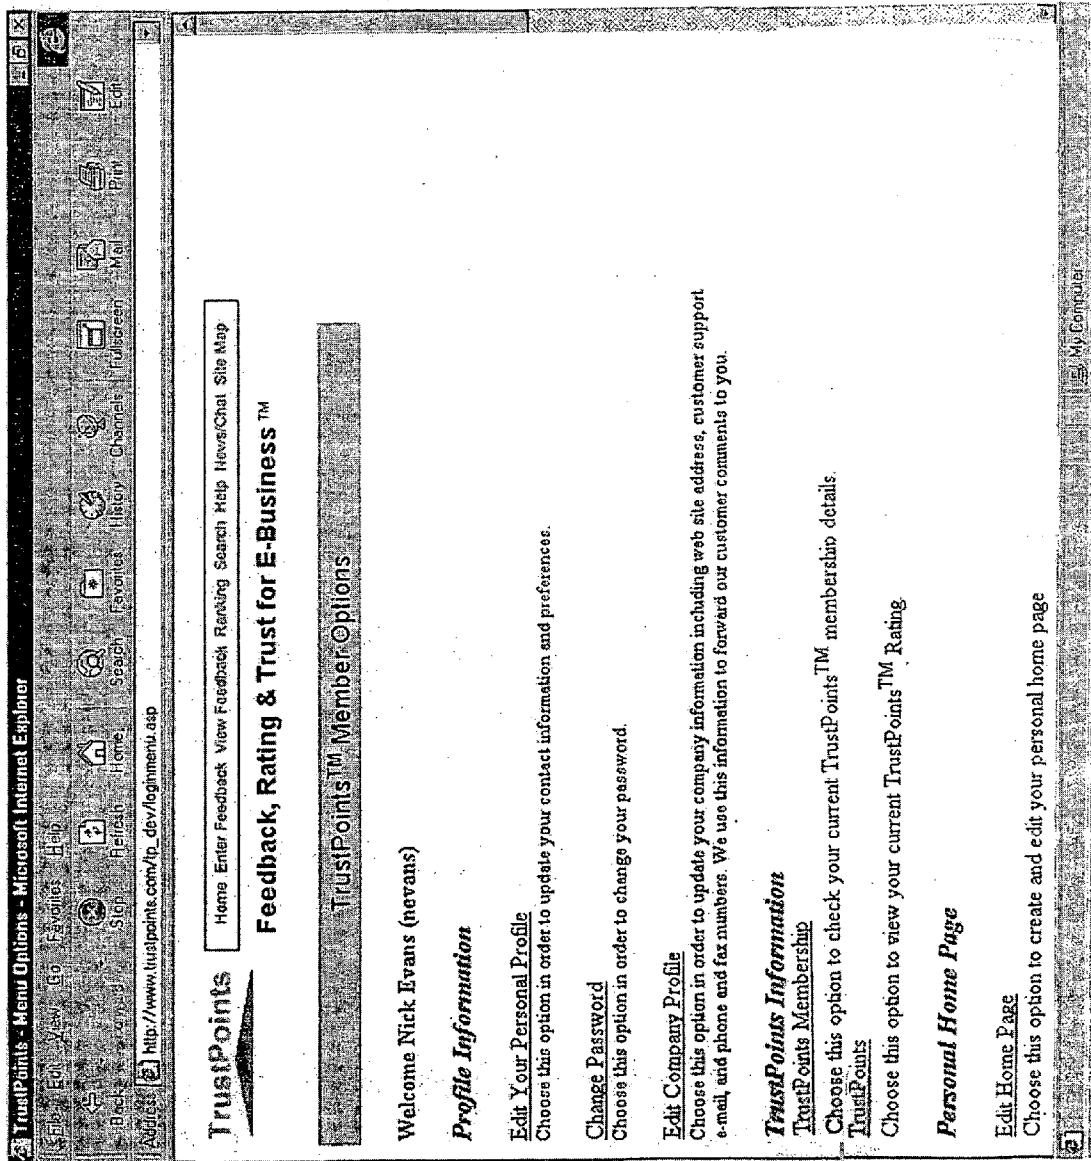 TrustPoints - Menu Options - Microsoft Internet Explorer
File Edit View Go Favorites Help
Back Forward Stop Refresh Home Search Favorites History Channels Fullscreen Mail Print Edit
Address http://www.trustpoints.com/tp_dev/loginmenu.asp
TrustPoints
Home Enter Feedback View Feedback Ranking Search Help News/Chat Site Map
Feedback, Rating & Trust for E-Business™
TrustPoints™ Member Options
Welcome Nick Evans (nevans)
Profile Information
Edit Your Personal Profile
Choose this option in order to update your contact information and preferences.
Change Password
Choose this option in order to change your password.
Edit Company Profile
Choose this option in order to update your company information including web site address, customer support
e-mail, and phone and fax numbers. We use this information to forward our customer comments to you.
TrustPoints Information
TrustPoints Membership
Choose this option to check your current TrustPoints™ membership details.
TrustPoints
Choose this option to view your current TrustPoints™ Rating.
Personal Home Page
Edit Home Page
Choose this option to create and edit your personal home page
My Computer